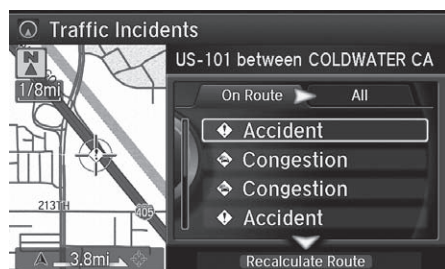 Traffic Incidents
N
1/8mi
US-101 between COLDWATER CA
On Route
All
Accident
Congestion
Congestion
Accident
213TH
405
3.8mi
Recalculate Route